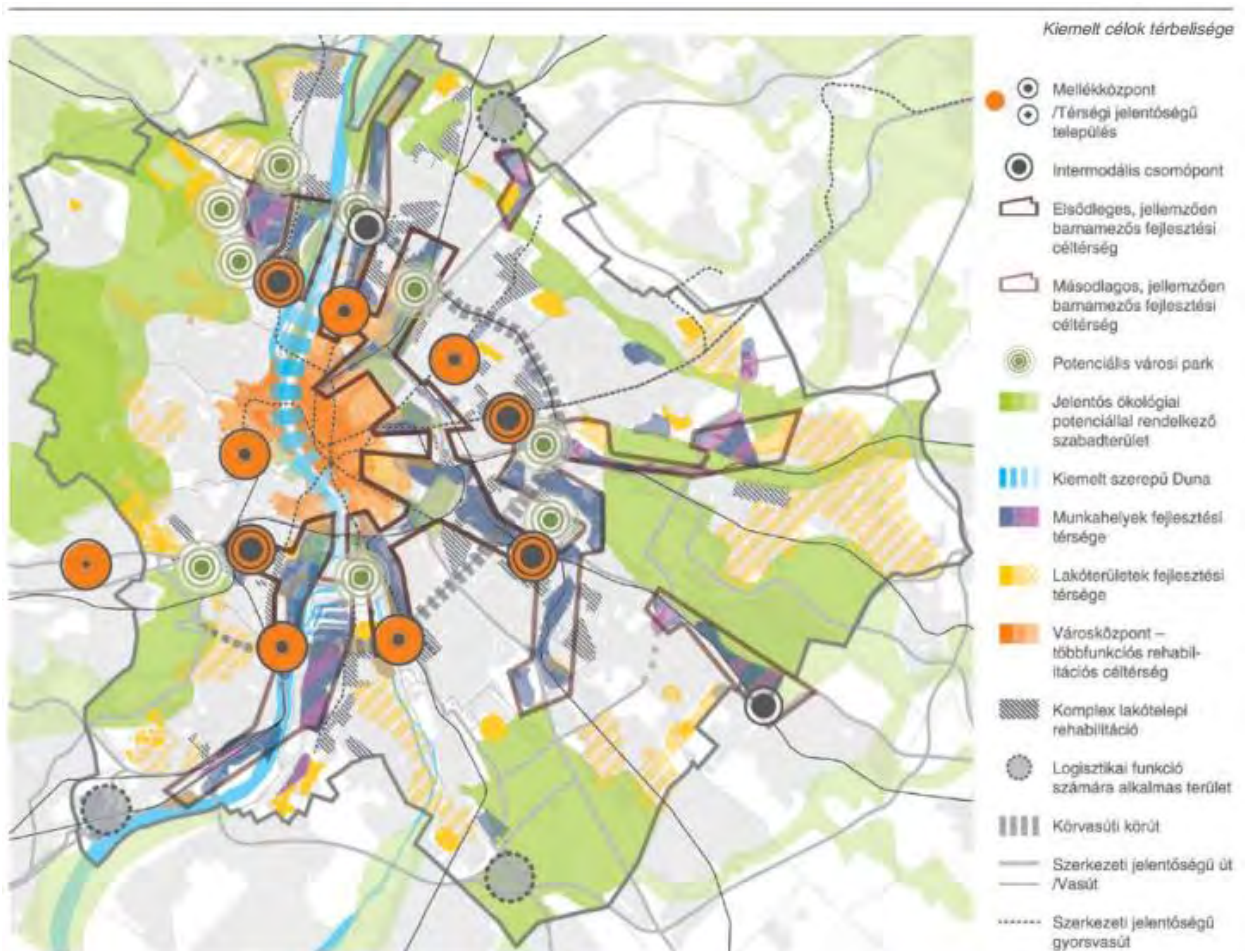 Kiemelt célok térbelisége
Mellékközpont
/Térségi jelentőségű
település
Intermodális csomópont
Elsődleges, jellemzően
barnamezős fejlesztési
céltérség
Másodlagos, jellemzően
barnamezős fejlesztési
céltérség
Potenciális városi park
Jelentős ökológiai
potenciállal rendelkező
szabadterület
Kiemelt szerepű Duna
Munkahelyek fejlesztési
térsége
Lakóterületek fejlesztési
térsége
Városközpont –
többfunkciós rehabil-
itációs céltérség
Komplex lakótelepi
rehabilitáció
Logisztikai funkció
számára alkalmas terület
Körvasúti körút
Szerkezeti jelentőségű út
/Vasút
Szerkezeti jelentőségű
gyorsvasút